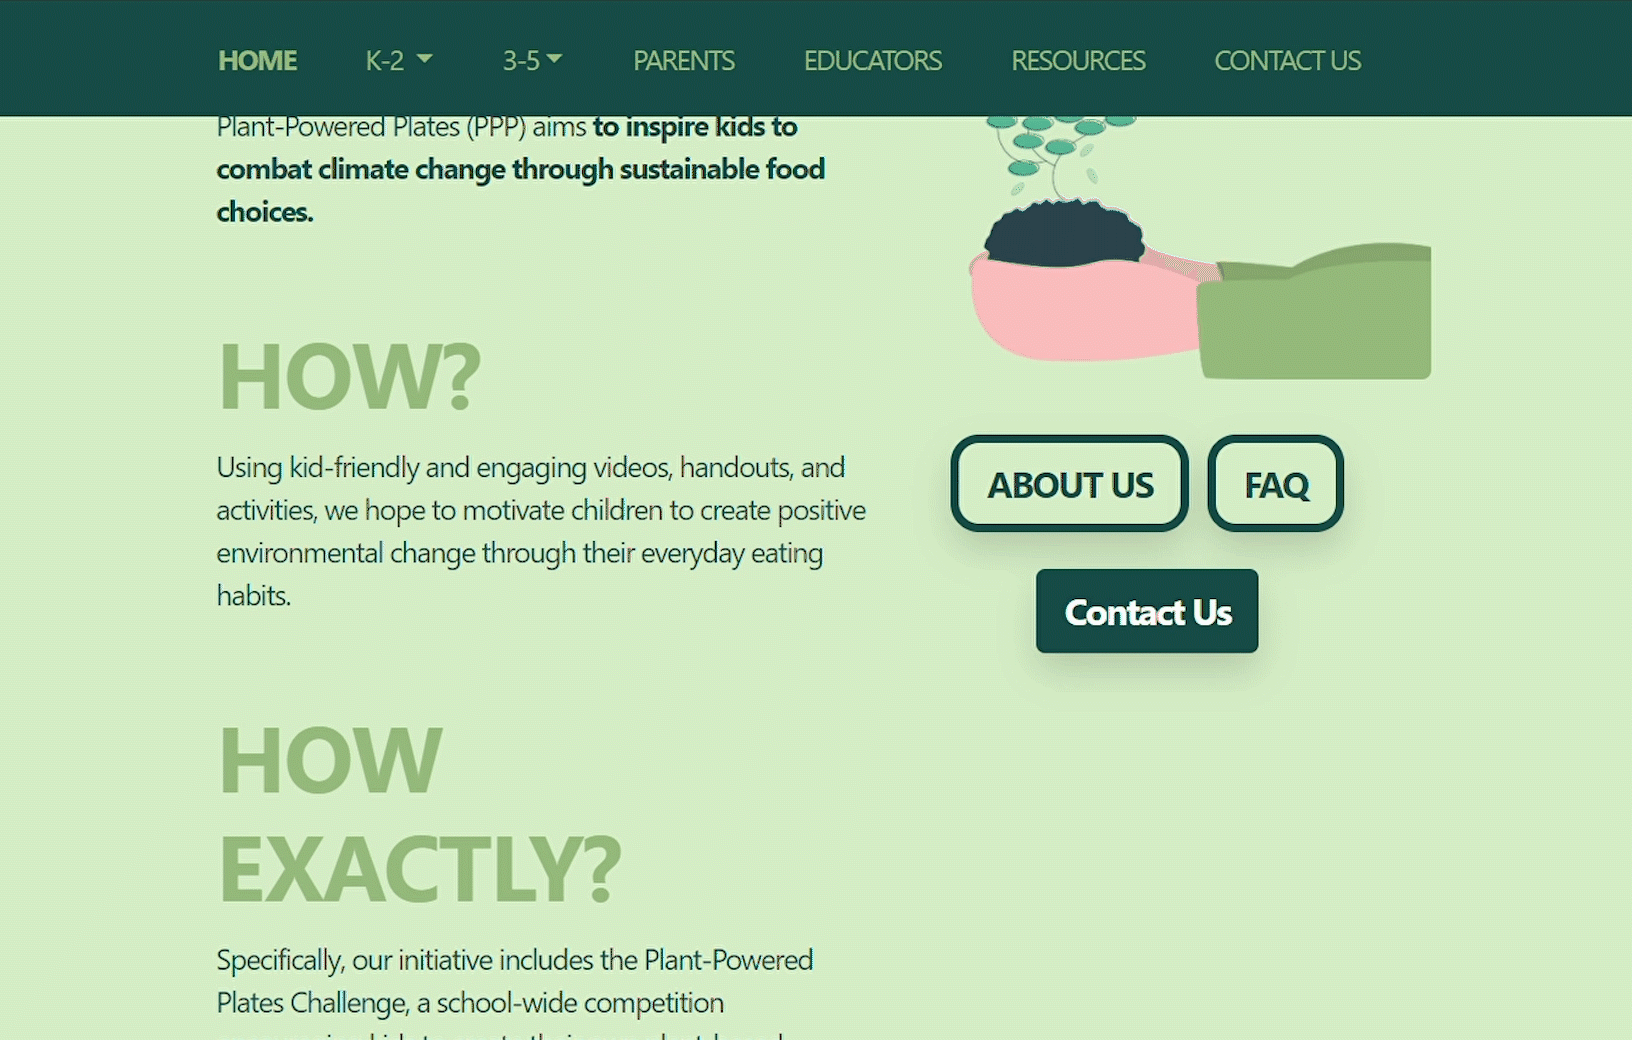 HOME K-2 3-5 PARENTS EDUCATORS RESOURCES CONTACT US
Plant-Powered Plates (PPP) aims to inspire kids to
combat climate change through sustainable food
choices.
HOW?
Using kid-friendly and engaging videos, handouts, and
activities, we hope to motivate children to create positive
environmental change through their everyday eating
habits.
ABOUT US FAQ
Contact Us
HOW
EXACTLY?
Specifically, our initiative includes the Plant-Powered
Plates Challenge, a school-wide competition